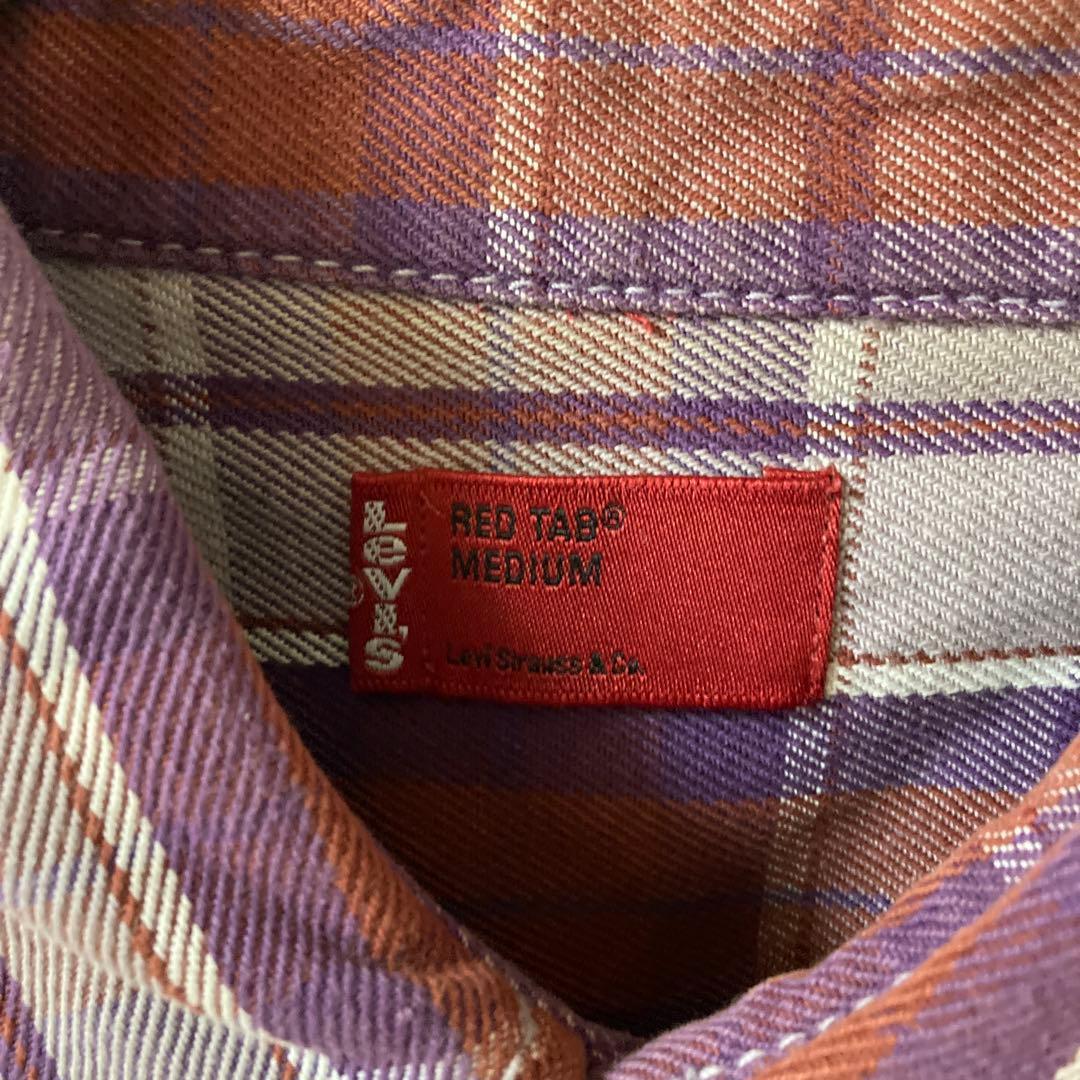 LEVI'S
®
RED TAB®
MEDIUM
Levi Strauss & Co.